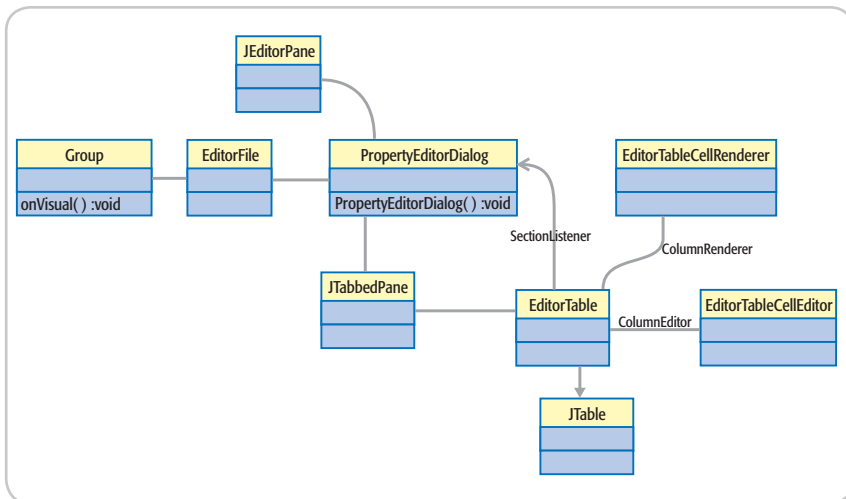 JEditorPane
Group
onVisual( ) :void
EditorFile
PropertyEditorDialog
PropertyEditorDialog( ) :void
EditorTableCellRenderer
SectionListener
ColumnRenderer
JTabbedPane
EditorTable
ColumnEditor
EditorTableCellEditor
JTable